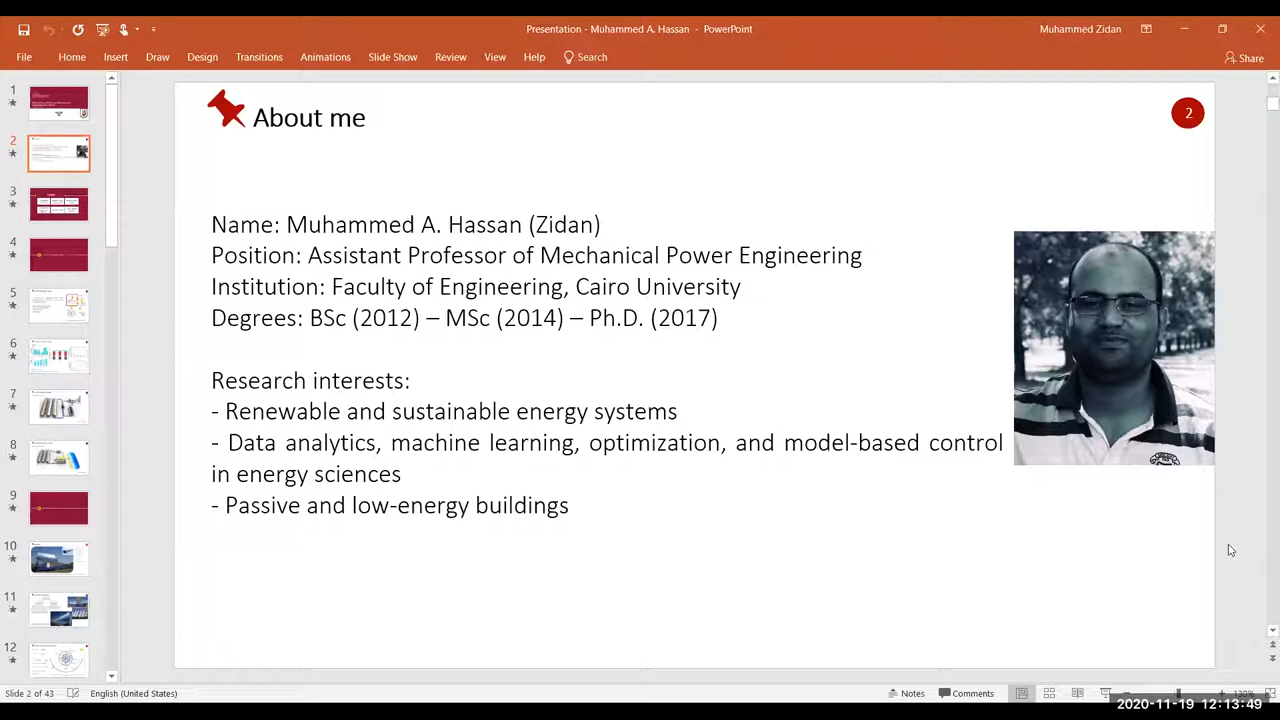 Presentation - Muhammed A. Hassan - PowerPoint
Muhammed Zidan
File Home Insert Draw Design Transitions Animations Slide Show Review View Help Search
Share
1
2
3
4
5
6
7
8
9
10
11
12
About me
2
Name: Muhammed A. Hassan (Zidan)
Position: Assistant Professor of Mechanical Power Engineering
Institution: Faculty of Engineering, Cairo University
Degrees: BSc (2012) – MSc (2014) – Ph.D. (2017)
Research interests:
- Renewable and sustainable energy systems
- Data analytics, machine learning, optimization, and model-based control
in energy sciences
- Passive and low-energy buildings
Slide 2 of 43 English (United States) Notes Comments 130%
2020-11-19 12:13:49